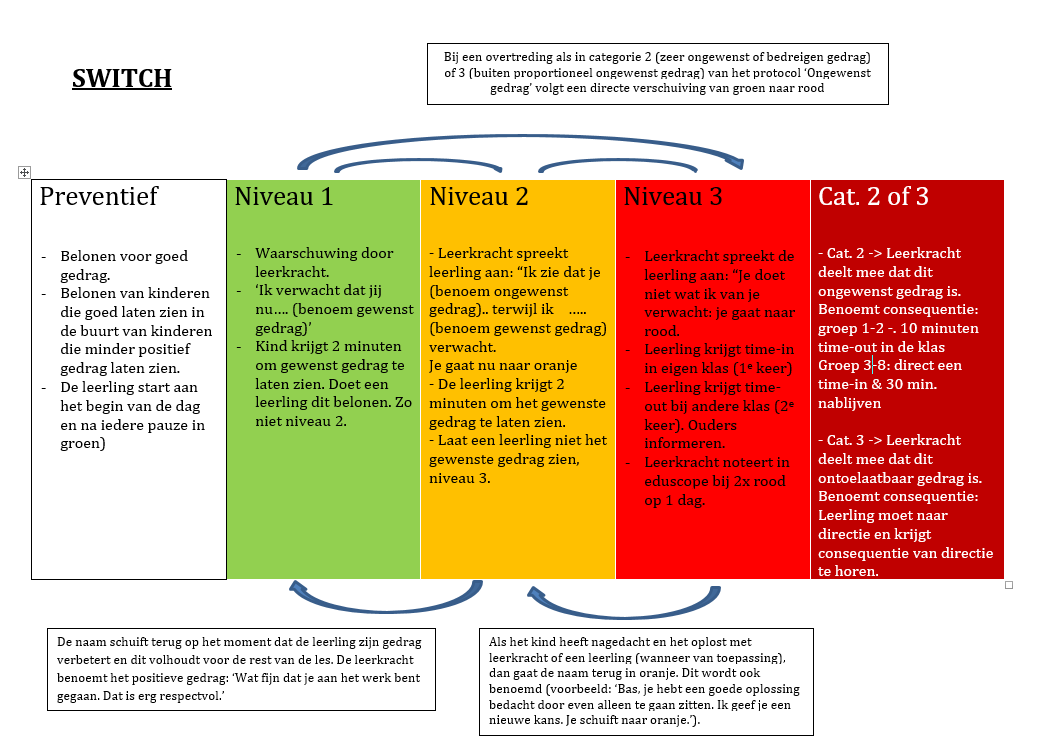 SWITCH
Bij een overtreding als in categorie 2 (zeer ongewenst of bedreigen gedrag)
of 3 (buiten proportioneel ongewenst gedrag) van het protocol ‘Ongewenst
gedrag’ volgt een directe verschuiving van groen naar rood
Preventief
- Belonen voor goed
gedrag.
- Belonen van kinderen
die goed laten zien in
de buurt van kinderen
die minder positief
gedrag laten zien.
- De leerling start aan
het begin van de dag
en na iedere pauze in
groen)
Niveau 1
- Waarschuwing door
leerkracht.
- ‘Ik verwacht dat jij
nu…. (benoem gewenst
gedrag)’
- Kind krijgt 2 minuten
om gewenst gedrag te
laten zien. Doet een
leerling dit belonen. Zo
niet niveau 2.
Niveau 2
- Leerkracht spreekt
leerling aan: “Ik zie dat je
(benoem ongewenst
gedrag).. terwijl ik …..
(benoem gewenst gedrag)
verwacht.
Je gaat nu naar oranje
- De leerling krijgt 2
minuten om het gewenste
gedrag te laten zien.
- Laat een leerling niet het
gewenste gedrag zien,
niveau 3.
Niveau 3
- Leerkracht spreekt de
leerling aan: “Je doet
niet wat ik van je
verwacht: je gaat naar
rood.
- Leerling krijgt time-in
in eigen klas (1e keer)
- Leerling krijgt time-
out bij andere klas (2e
keer). Ouders
informeren.
- Leerkracht noteert in
eduscope bij 2x rood
op 1 dag.
Cat. 2 of 3
- Cat. 2 -> Leerkracht
deelt mee dat dit
ongewenst gedrag is.
Benoemt consequentie:
groep 1-2 -. 10 minuten
time-out in de klas
Groep 3-8: direct een
time-in & 30 min.
nablijven
- Cat. 3 -> Leerkracht
deelt mee dat dit
ontoelaatbaar gedrag is.
Benoemt consequentie:
Leerling moet naar
directie en krijgt
consequentie van directie
te horen.
De naam schuift terug op het moment dat de leerling zijn gedrag
verbetert en dit volhoudt voor de rest van de les. De leerkracht
benoemt het positieve gedrag: ‘Wat fijn dat je aan het werk bent
gegaan. Dat is erg respectvol.’
Als het kind heeft nagedacht en het oplost met
leerkracht of een leerling (wanneer van toepassing),
dan gaat de naam terug in oranje. Dit wordt ook
benoemd (voorbeeld: ‘Bas, je hebt een goede oplossing
bedacht door even alleen te gaan zitten. Ik geef je een
nieuwe kans. Je schuift naar oranje.’).